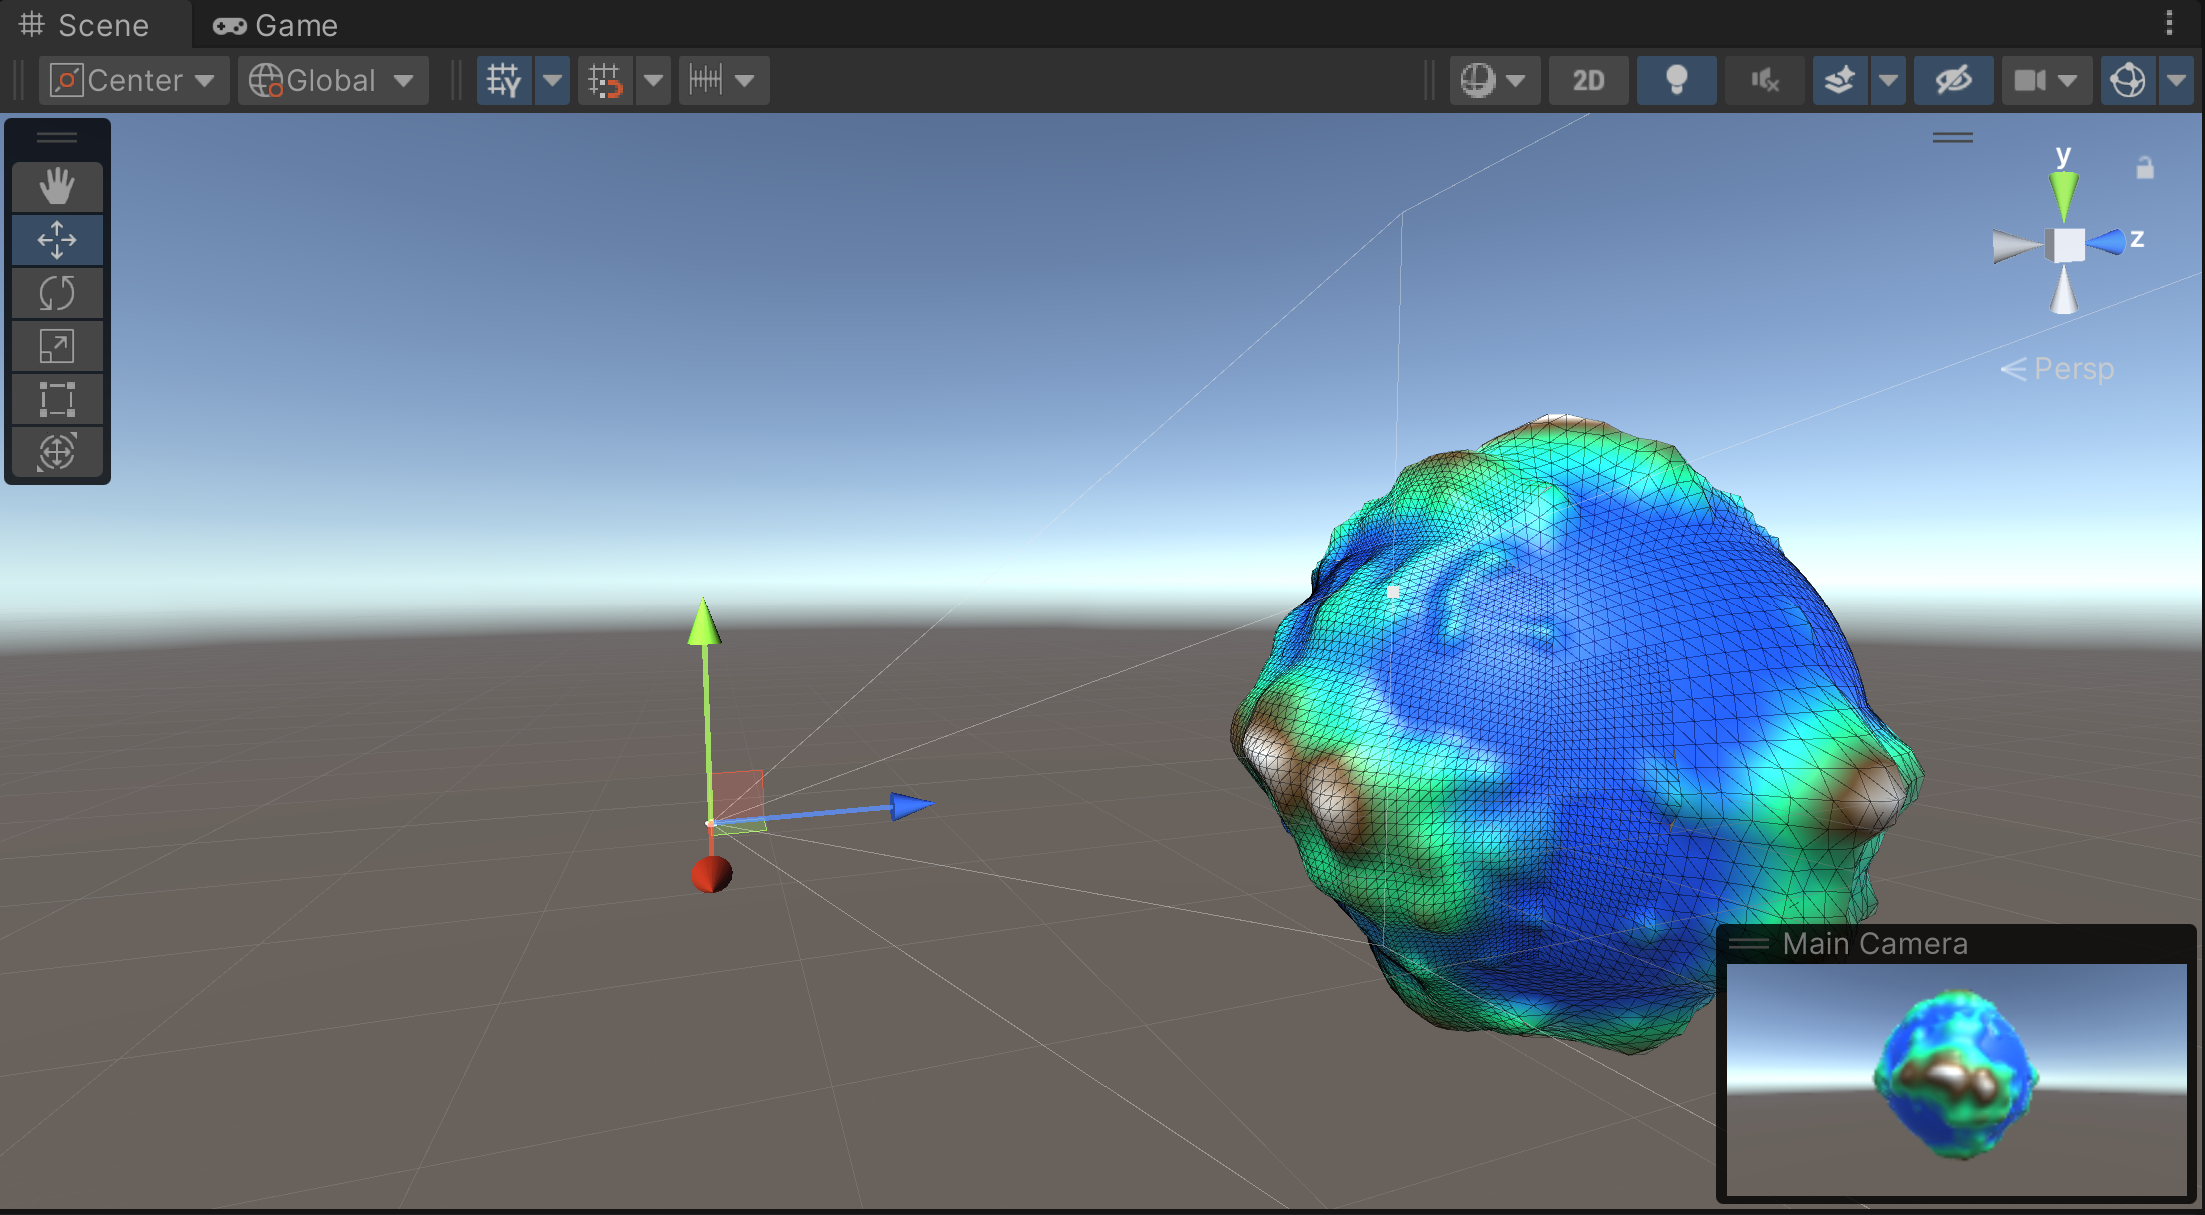 Scene
Game
Center
Global
2D
y
z
Persp
Main Camera